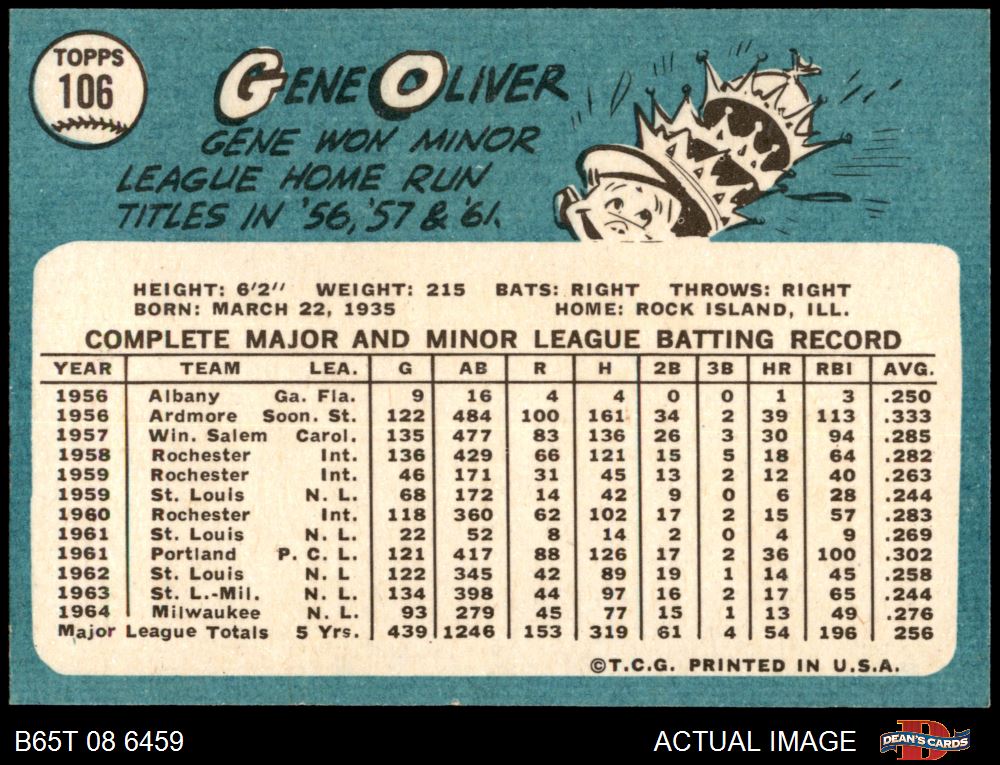 TOPPS
106
GENE OLIVER
GENE WON MINOR
LEAGUE HOME RUN
TITLES IN '56, '57 & '61.
HEIGHT: 6'2" WEIGHT: 215 BATS: RIGHT THROWS: RIGHT
BORN: MARCH 22, 1935 HOME: ROCK ISLAND, ILL.
COMPLETE MAJOR AND MINOR LEAGUE BATTING RECORD
YEAR TEAM LEA. G AB R H 2B 3B HR RBI AVG.
1956 Albany Ga. Fla. 9 16 4 4 0 0 1 3 .250
1956 Ardmore Soon. St. 122 484 100 161 34 2 39 113 .333
1957 Win. Salem Carol. 135 477 83 136 26 3 30 94 .285
1958 Rochester Int. 136 429 66 121 15 5 18 64 .282
1959 Rochester Int. 46 171 31 45 13 2 12 40 .263
1959 St. Louis N. L. 68 172 14 42 9 0 6 28 .244
1960 Rochester Int. 118 360 62 102 17 2 15 57 .283
1961 St. Louis N. L. 22 52 8 14 2 0 4 9 .269
1961 Portland P. C. L. 121 417 88 126 17 2 36 100 .302
1962 St. Louis N. L 122 345 42 89 19 1 14 45 .258
1963 St. L.-Mil. N. L. 134 398 44 97 16 2 17 65 .244
1964 Milwaukee N. L. 93 279 45 77 15 1 13 49 .276
Major League Totals 5 Yrs. 439 1246 153 319 61 4 54 196 256
©T.C.G. PRINTED IN U.S.A.
B65T 08 6459 ACTUAL IMAGE DEAN'S CARDS